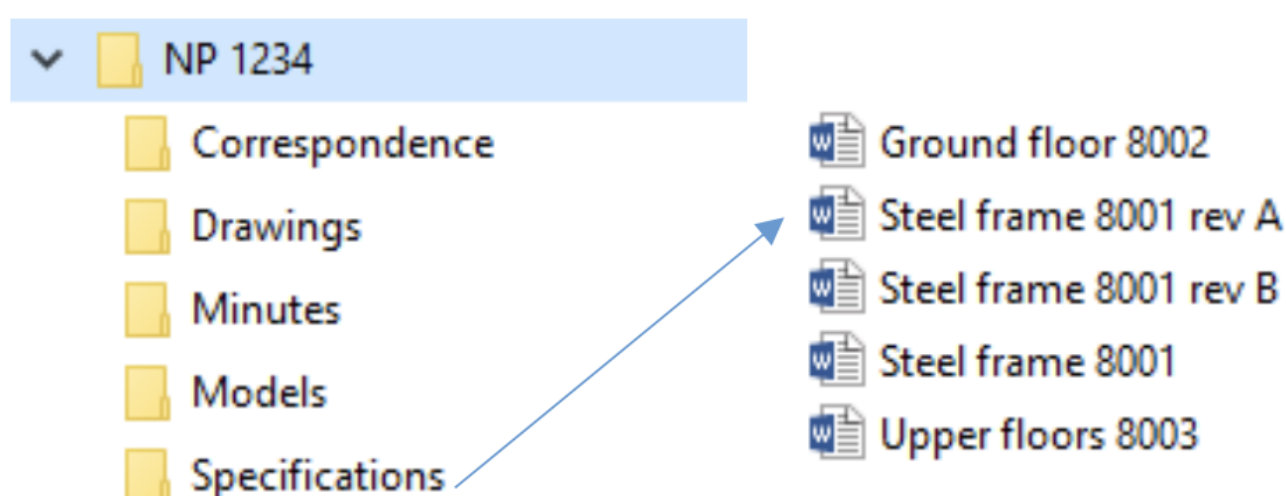 NP 1234
Correspondence
Drawings
Minutes
Models
Specifications
Ground floor 8002
Steel frame 8001 rev A
Steel frame 8001 rev B
Steel frame 8001
Upper floors 8003